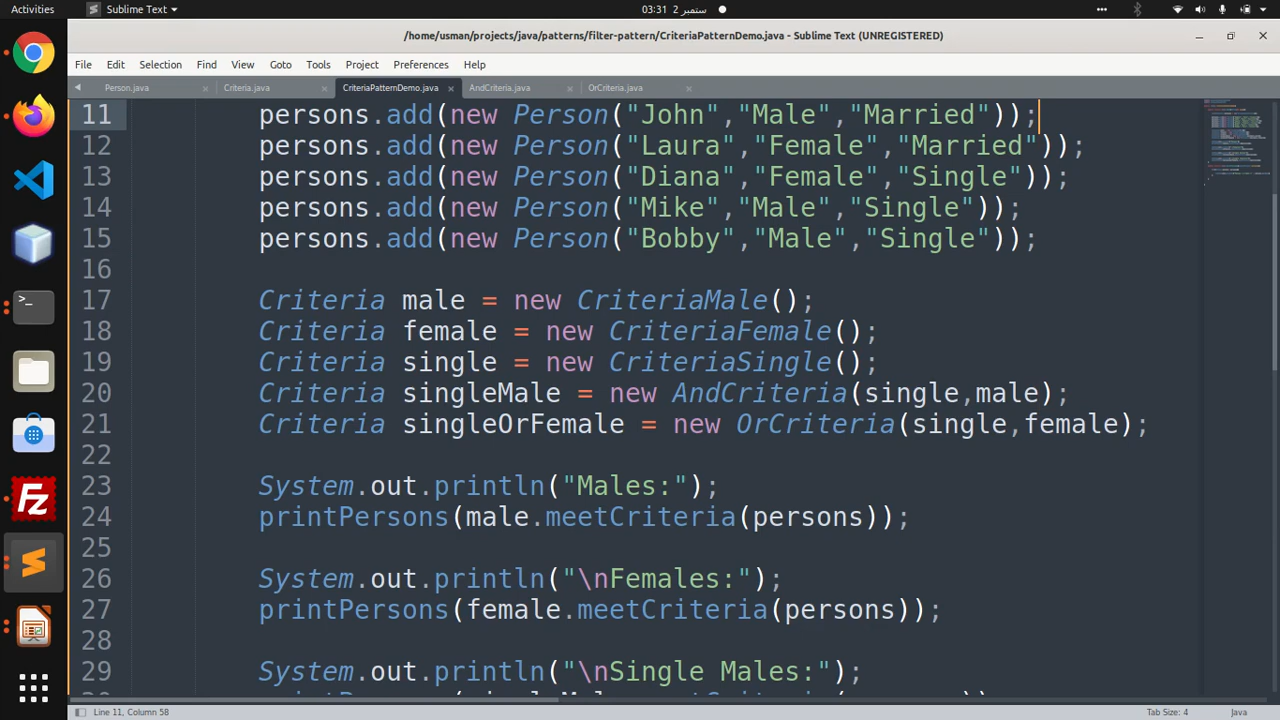 Activities Sublime Text 03:31 2 ستمبر
/home/usman/projects/java/patterns/filter-pattern/CriteriaPatternDemo.java - Sublime Text (UNREGISTERED)
File Edit Selection Find View Goto Tools Project Preferences Help
Person.java Criteria.java CriteriaPatternDemo.java AndCriteria.java OrCriteria.java
11 persons.add(new Person("John","Male","Married"));
12 persons.add(new Person("Laura","Female","Married"));
13 persons.add(new Person("Diana","Female","Single"));
14 persons.add(new Person("Mike","Male","Single"));
15 persons.add(new Person("Bobby","Male","Single"));
16
17 Criteria male = new CriteriaMale();
18 Criteria female = new CriteriaFemale();
19 Criteria single = new CriteriaSingle();
20 Criteria singleMale = new AndCriteria(single,male);
21 Criteria singleOrFemale = new OrCriteria(single,female);
22
23 System.out.println("Males:");
24 printPersons(male.meetCriteria(persons));
25
26 System.out.println("\nFemales:");
27 printPersons(female.meetCriteria(persons));
28
29 System.out.println("\nSingle Males:");
Line 11, Column 58 Tab Size: 4 Java